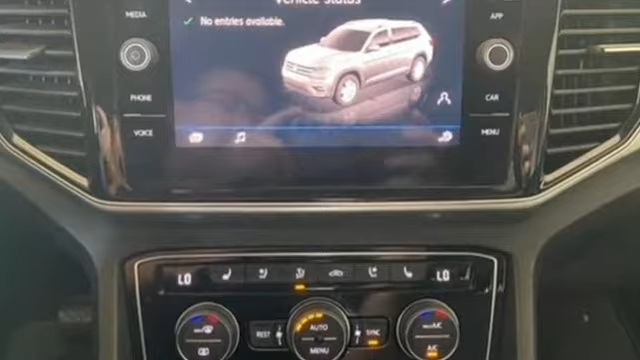 Vehicle status
MEDIA
APP
No entries available.
PHONE
CAR
VOICE
MENU
LO
LO
REST
AUTO
MENU
SYNC
A/C
A/C